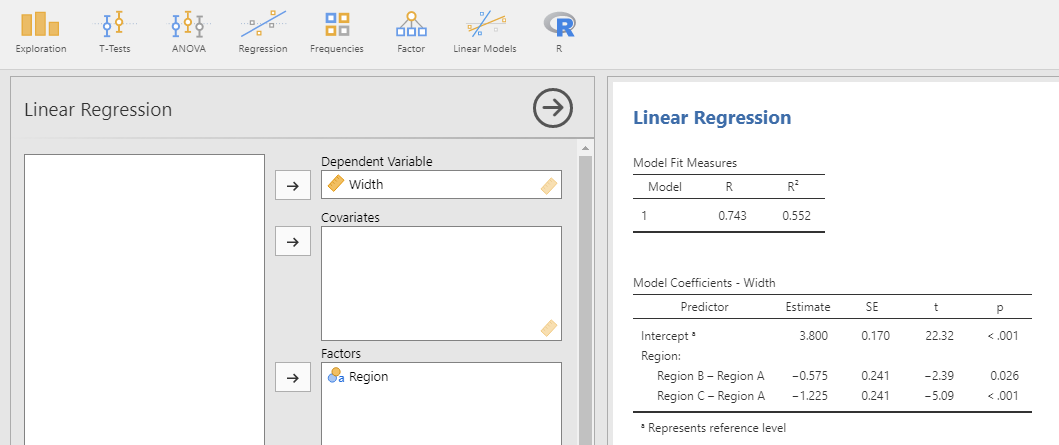 Exploration T-Tests ANOVA Regression Frequencies Factor Linear Models R
Linear Regression
Dependent Variable
Width
Covariates
Factors
a Region
Linear Regression
Model Fit Measures
Model R R²
1 0.743 0.552
Model Coefficients - Width
Predictor Estimate SE t p
Intercept ᵃ 3.800 0.170 22.32 < .001
Region:
Region B – Region A −0.575 0.241 −2.39 0.026
Region C – Region A −1.225 0.241 −5.09 < .001
ᵃ Represents reference level